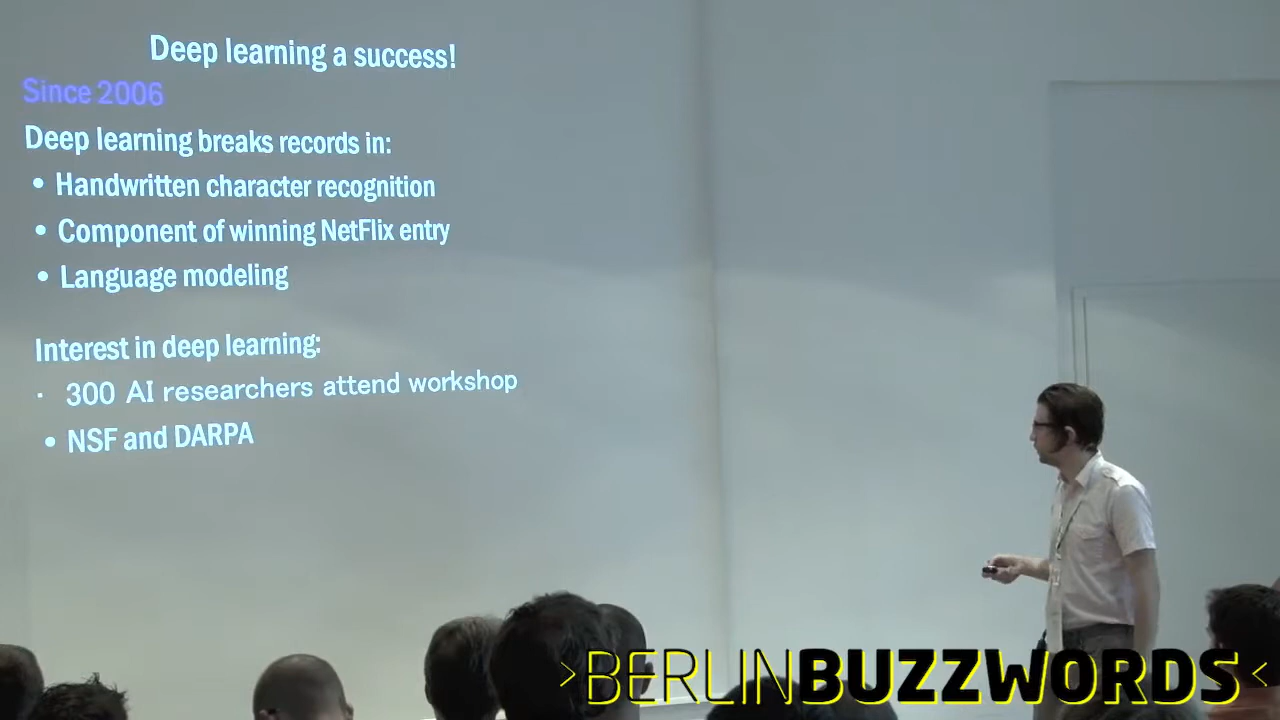 Deep learning a success!
Since 2006
Deep learning breaks records in:
• Handwritten character recognition
• Component of winning NetFlix entry
• Language modeling
Interest in deep learning:
· 300 AI researchers attend workshop
• NSF and DARPA
>BERLINBUZZWORDS<